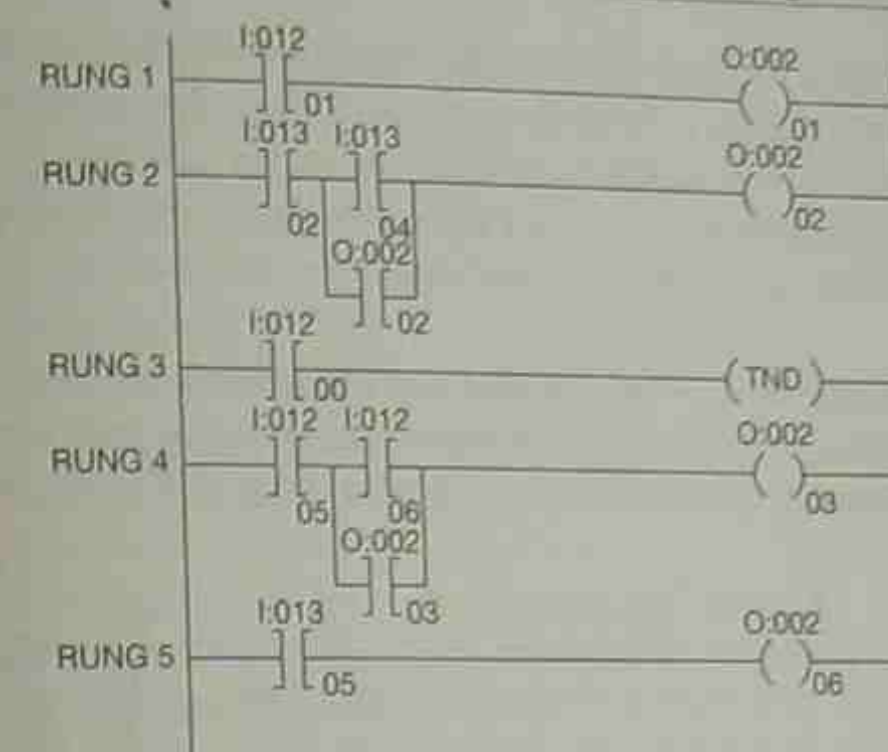 I:012 O:002
RUNG 1
01 01
I:013 I:013 O:002
RUNG 2
02 04 02
O:002
02
I:012
RUNG 3 TND
00
I:012 I:012 O:002
RUNG 4
05 06 03
O:002
03
I:013 O:002
RUNG 5
05 06